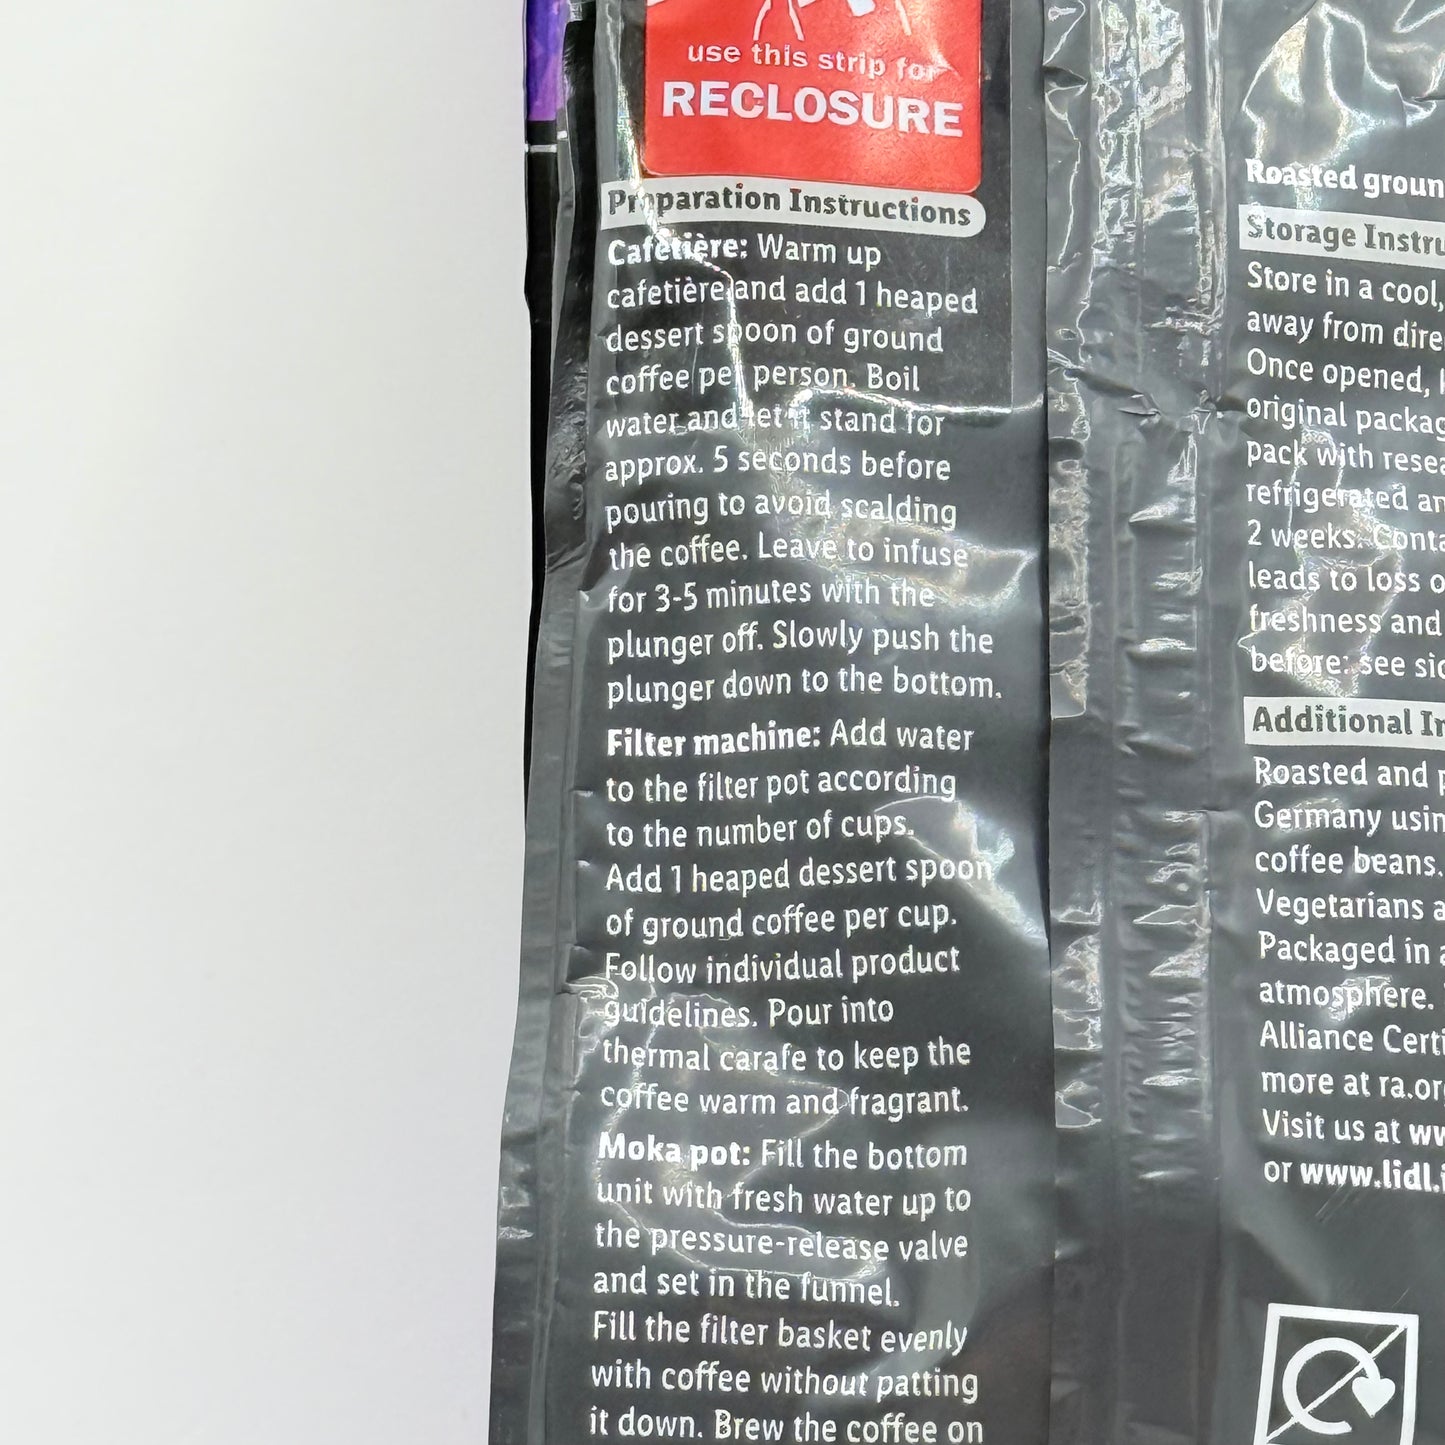 use this strip for
RECLOSURE
Preparation Instructions
Cafetière: Warm up
cafetière and add 1 heaped
dessert spoon of ground
coffee per person. Boil
water and let it stand for
approx. 5 seconds before
pouring to avoid scalding
the coffee. Leave to infuse
for 3-5 minutes with the
plunger off. Slowly push the
plunger down to the bottom.
Filter machine: Add water
to the filter pot according
to the number of cups.
Add 1 heaped dessert spoon
of ground coffee per cup.
Follow individual product
guidelines. Pour into
thermal carafe to keep the
coffee warm and fragrant.
Moka pot: Fill the bottom
unit with fresh water up to
the pressure-release valve
and set in the funnel.
Fill the filter basket evenly
with coffee without patting
it down. Brew the coffee on
Roasted groun
Storage Instru
Store in a cool,
away from dire
Once opened,
original packag
pack with resea
refrigerated an
2 weeks. Conta
leads to loss o
freshness and
before: see sid
Additional In
Roasted and p
Germany usin
coffee beans.
Vegetarians a
Packaged in a
atmosphere.
Alliance Certi
more at ra.org
Visit us at ww
or www.lidl.i